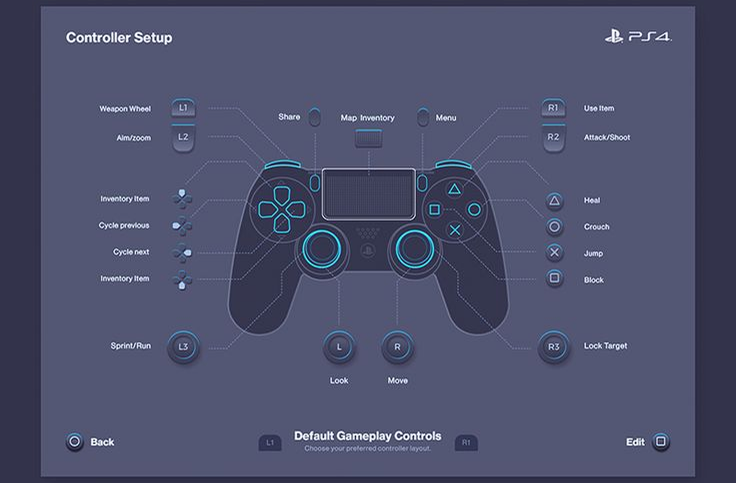 Controller Setup
PS4
Weapon Wheel
L1
Aim/zoom
L2
Share
Map Inventory
Menu
R1
Use Item
R2
Attack/Shoot
Inventory Item
Cycle previous
Cycle next
Inventory Item
Heal
Crouch
Jump
Block
Sprint/Run
L3
L
Look
R
Move
R3
Lock Target
Back
L1
Default Gameplay Controls
Choose your preferred controller layout.
R1
Edit